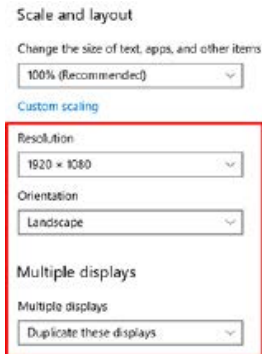 Scale and layout
Change the size of text, apps, and other items
100% (Recommended)
Custom scaling
Resolution
1920 × 1080
Orientation
Landscape
Multiple displays
Multiple displays
Duplicate these displays